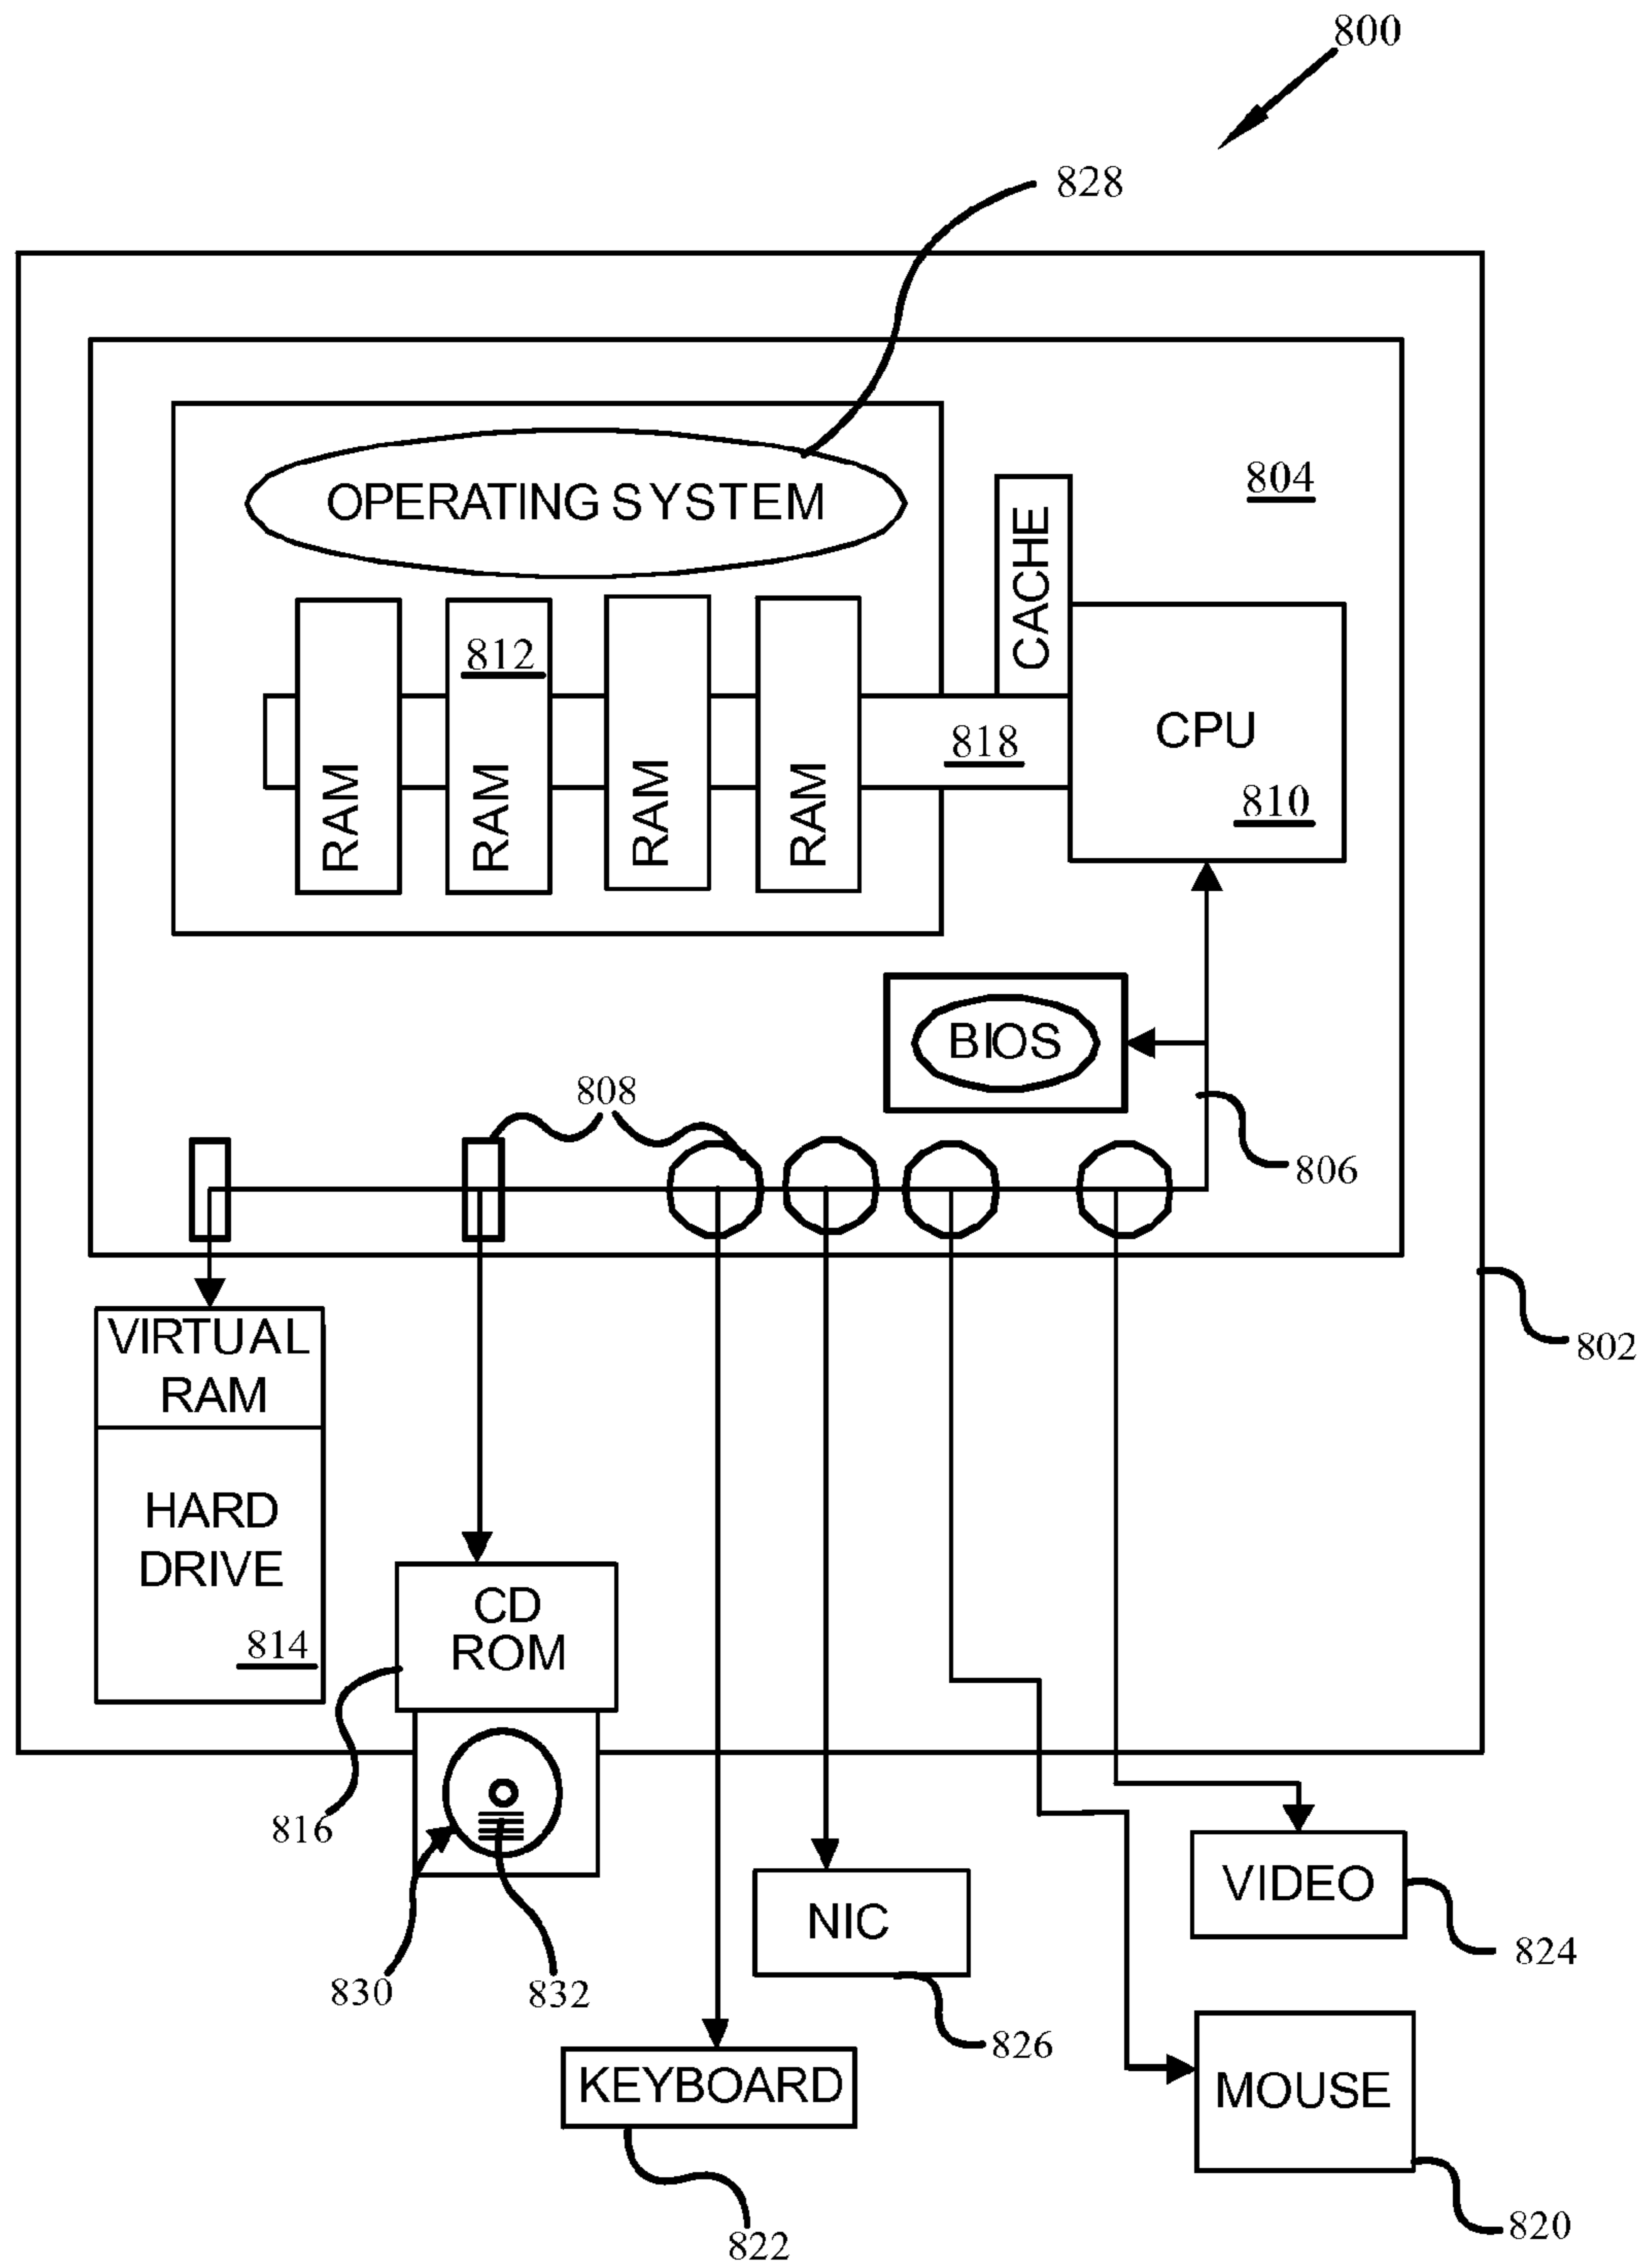 800
828
OPERATING SYSTEM
804
CACHE
812
818
CPU
810
RAM
RAM
RAM
RAM
BIOS
808
806
802
VIRTUAL
RAM
HARD
DRIVE
814
CD
ROM
816
830
832
NIC
826
VIDEO
824
KEYBOARD
822
MOUSE
820